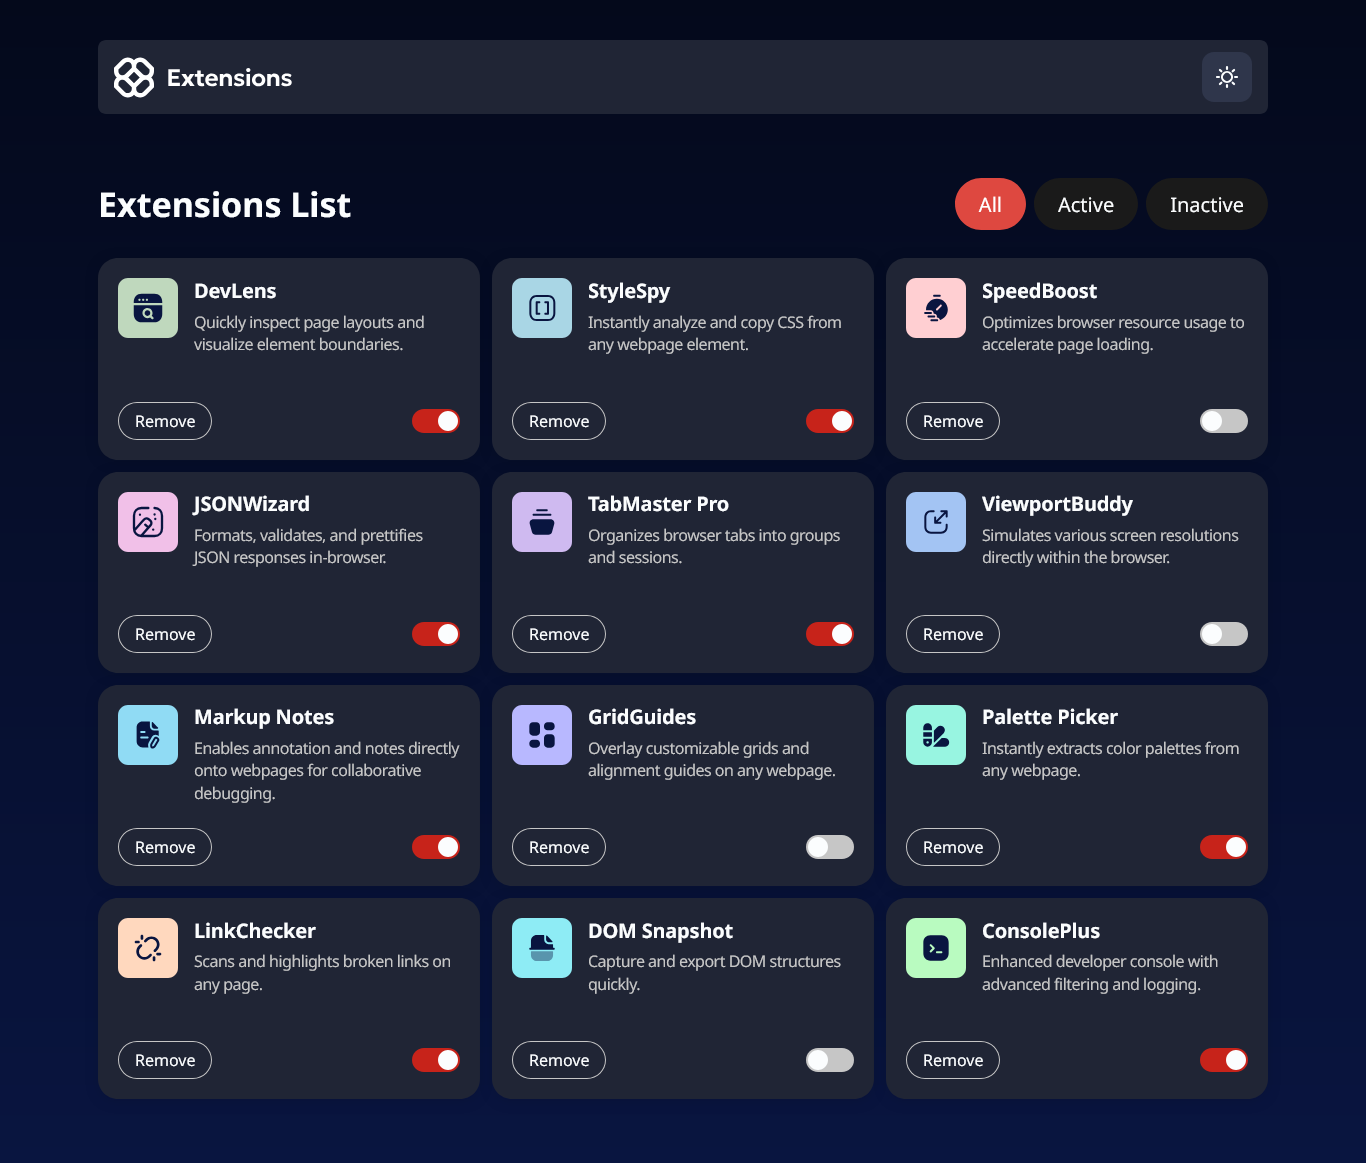 Extensions
Extensions List
All
Active
Inactive
DevLens
Quickly inspect page layouts and
visualize element boundaries.
Remove
StyleSpy
Instantly analyze and copy CSS from
any webpage element.
Remove
SpeedBoost
Optimizes browser resource usage to
accelerate page loading.
Remove
JSONWizard
Formats, validates, and prettifies
JSON responses in-browser.
Remove
TabMaster Pro
Organizes browser tabs into groups
and sessions.
Remove
ViewportBuddy
Simulates various screen resolutions
directly within the browser.
Remove
Markup Notes
Enables annotation and notes directly
onto webpages for collaborative
debugging.
Remove
GridGuides
Overlay customizable grids and
alignment guides on any webpage.
Remove
Palette Picker
Instantly extracts color palettes from
any webpage.
Remove
LinkChecker
Scans and highlights broken links on
any page.
Remove
DOM Snapshot
Capture and export DOM structures
quickly.
Remove
ConsolePlus
Enhanced developer console with
advanced filtering and logging.
Remove